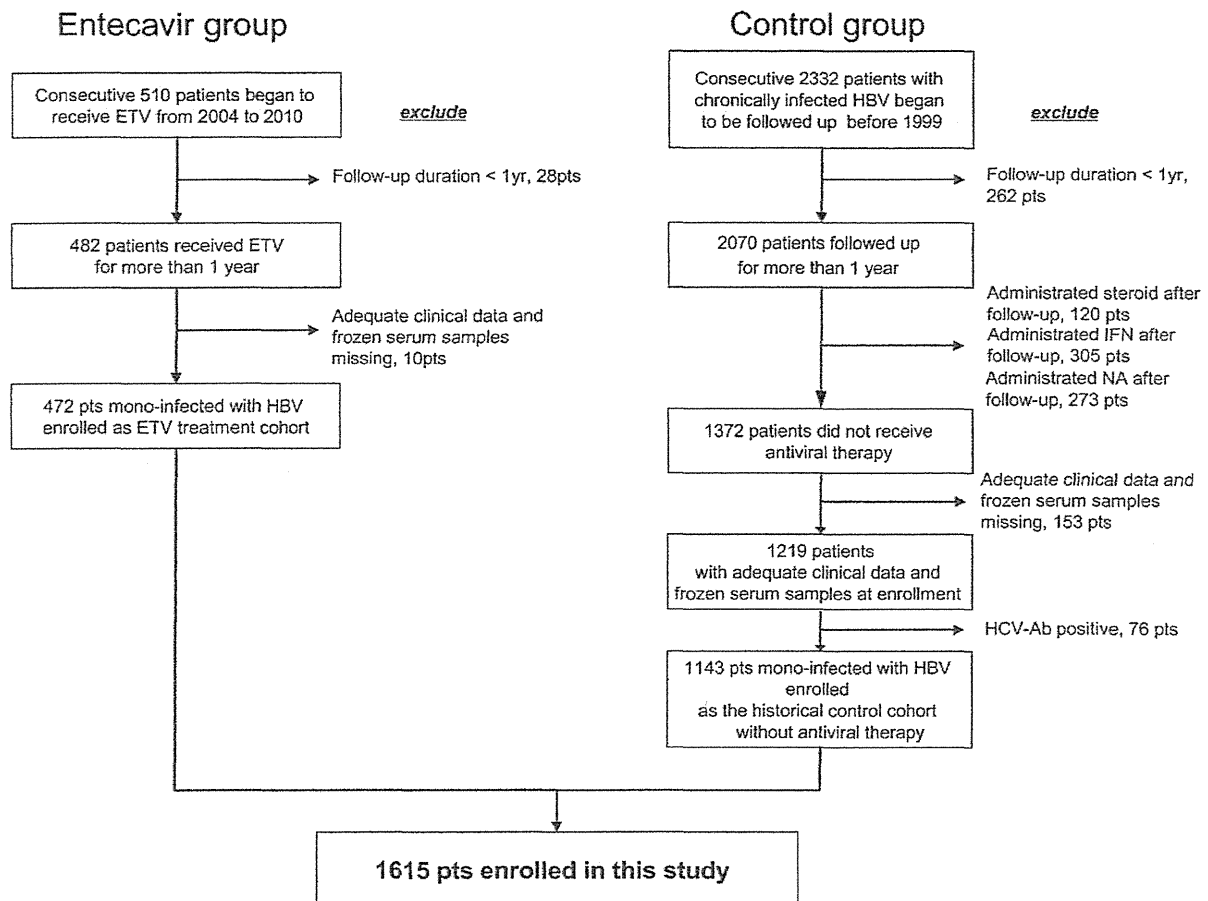 Entecavir group
Consecutive 510 patients began to
receive ETV from 2004 to 2010
exclude
Follow-up duration < 1yr, 28pts
482 patients received ETV
for more than 1 year
Adequate clinical data and
frozen serum samples
missing, 10pts
472 pts mono-infected with HBV
enrolled as ETV treatment cohort
Control group
Consecutive 2332 patients with
chronically infected HBV began
to be followed up before 1999
exclude
Follow-up duration < 1yr,
262 pts
2070 patients followed up
for more than 1 year
Administrated steroid after
follow-up, 120 pts
Administrated IFN after
follow-up, 305 pts
Administrated NA after
follow-up, 273 pts
1372 patients did not receive
antiviral therapy
Adequate clinical data and
frozen serum samples
missing, 153 pts
1219 patients
with adequate clinical data and
frozen serum samples at enrollment
HCV-Ab positive, 76 pts
1143 pts mono-infected with HBV
enrolled
as the historical control cohort
without antiviral therapy
1615 pts enrolled in this study